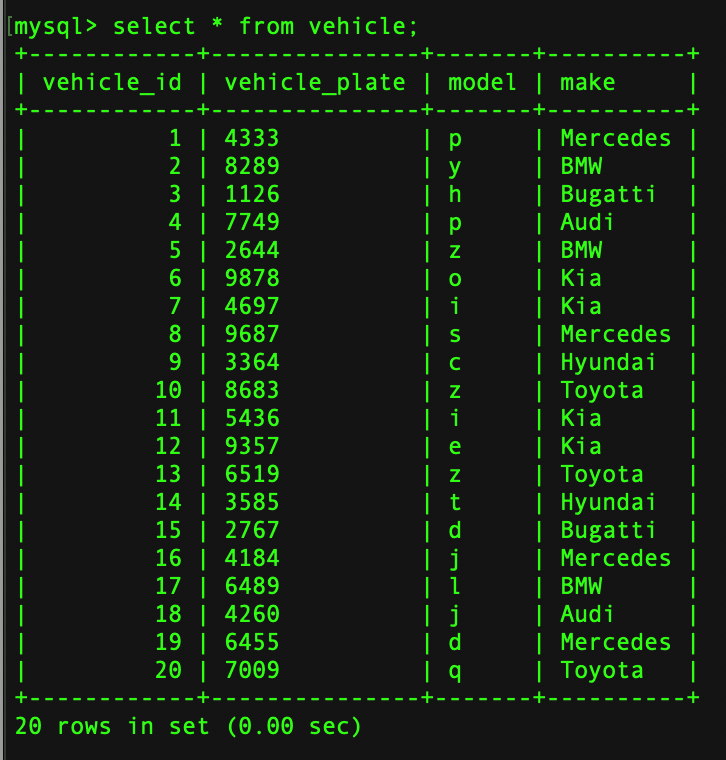 mysql> select * from vehicle;
+------------+---------------+-------+----------+
| vehicle_id | vehicle_plate | model | make     |
+------------+---------------+-------+----------+
|          1 | 4333          | p     | Mercedes |
|          2 | 8289          | y     | BMW      |
|          3 | 1126          | h     | Bugatti  |
|          4 | 7749          | p     | Audi     |
|          5 | 2644          | z     | BMW      |
|          6 | 9878          | o     | Kia      |
|          7 | 4697          | i     | Kia      |
|          8 | 9687          | s     | Mercedes |
|          9 | 3364          | c     | Hyundai  |
|         10 | 8683          | z     | Toyota   |
|         11 | 5436          | i     | Kia      |
|         12 | 9357          | e     | Kia      |
|         13 | 6519          | z     | Toyota   |
|         14 | 3585          | t     | Hyundai  |
|         15 | 2767          | d     | Bugatti  |
|         16 | 4184          | j     | Mercedes |
|         17 | 6489          | l     | BMW      |
|         18 | 4260          | j     | Audi     |
|         19 | 6455          | d     | Mercedes |
|         20 | 7009          | q     | Toyota   |
+------------+---------------+-------+----------+
20 rows in set (0.00 sec)